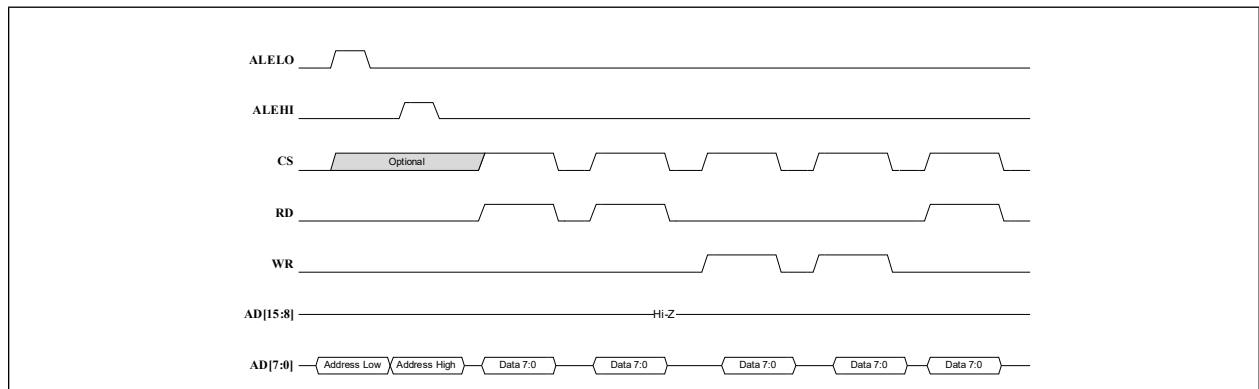 ALELO
ALEHI
CS Optional
RD
WR
AD[15:8] Hi-Z
AD[7:0] Address Low Address High Data 7:0 Data 7:0 Data 7:0 Data 7:0 Data 7:0